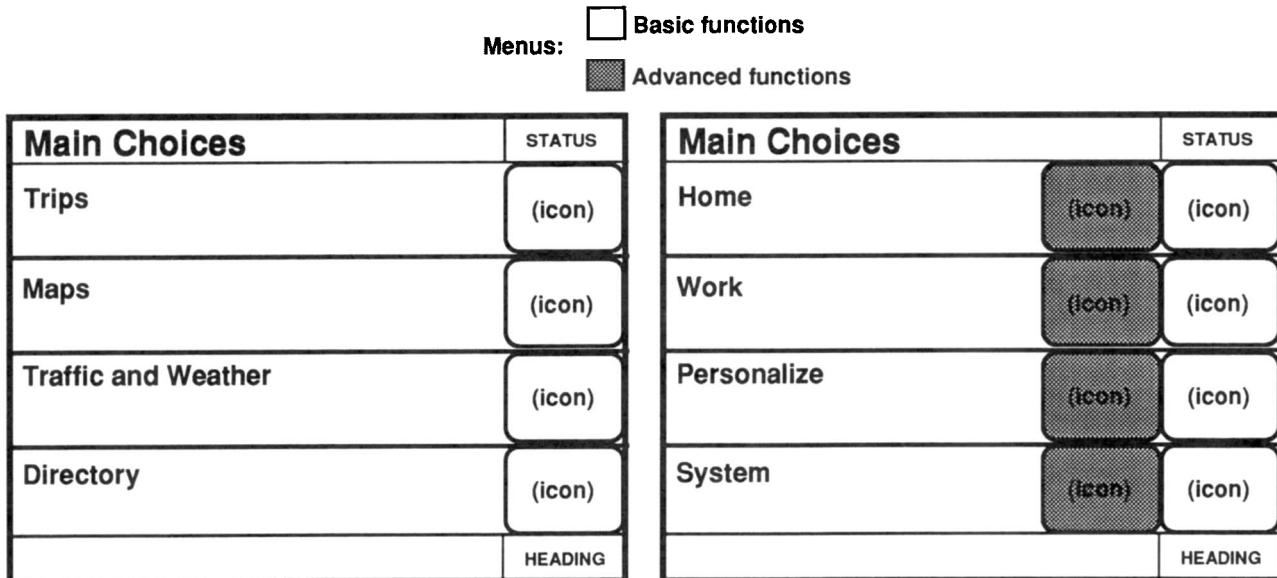 Menus:
Basic functions
Advanced functions
Main Choices STATUS
Trips (icon)
Maps (icon)
Traffic and Weather (icon)
Directory (icon)
HEADING
Main Choices STATUS
Home (icon) (icon)
Work (icon) (icon)
Personalize (icon) (icon)
System (icon) (icon)
HEADING